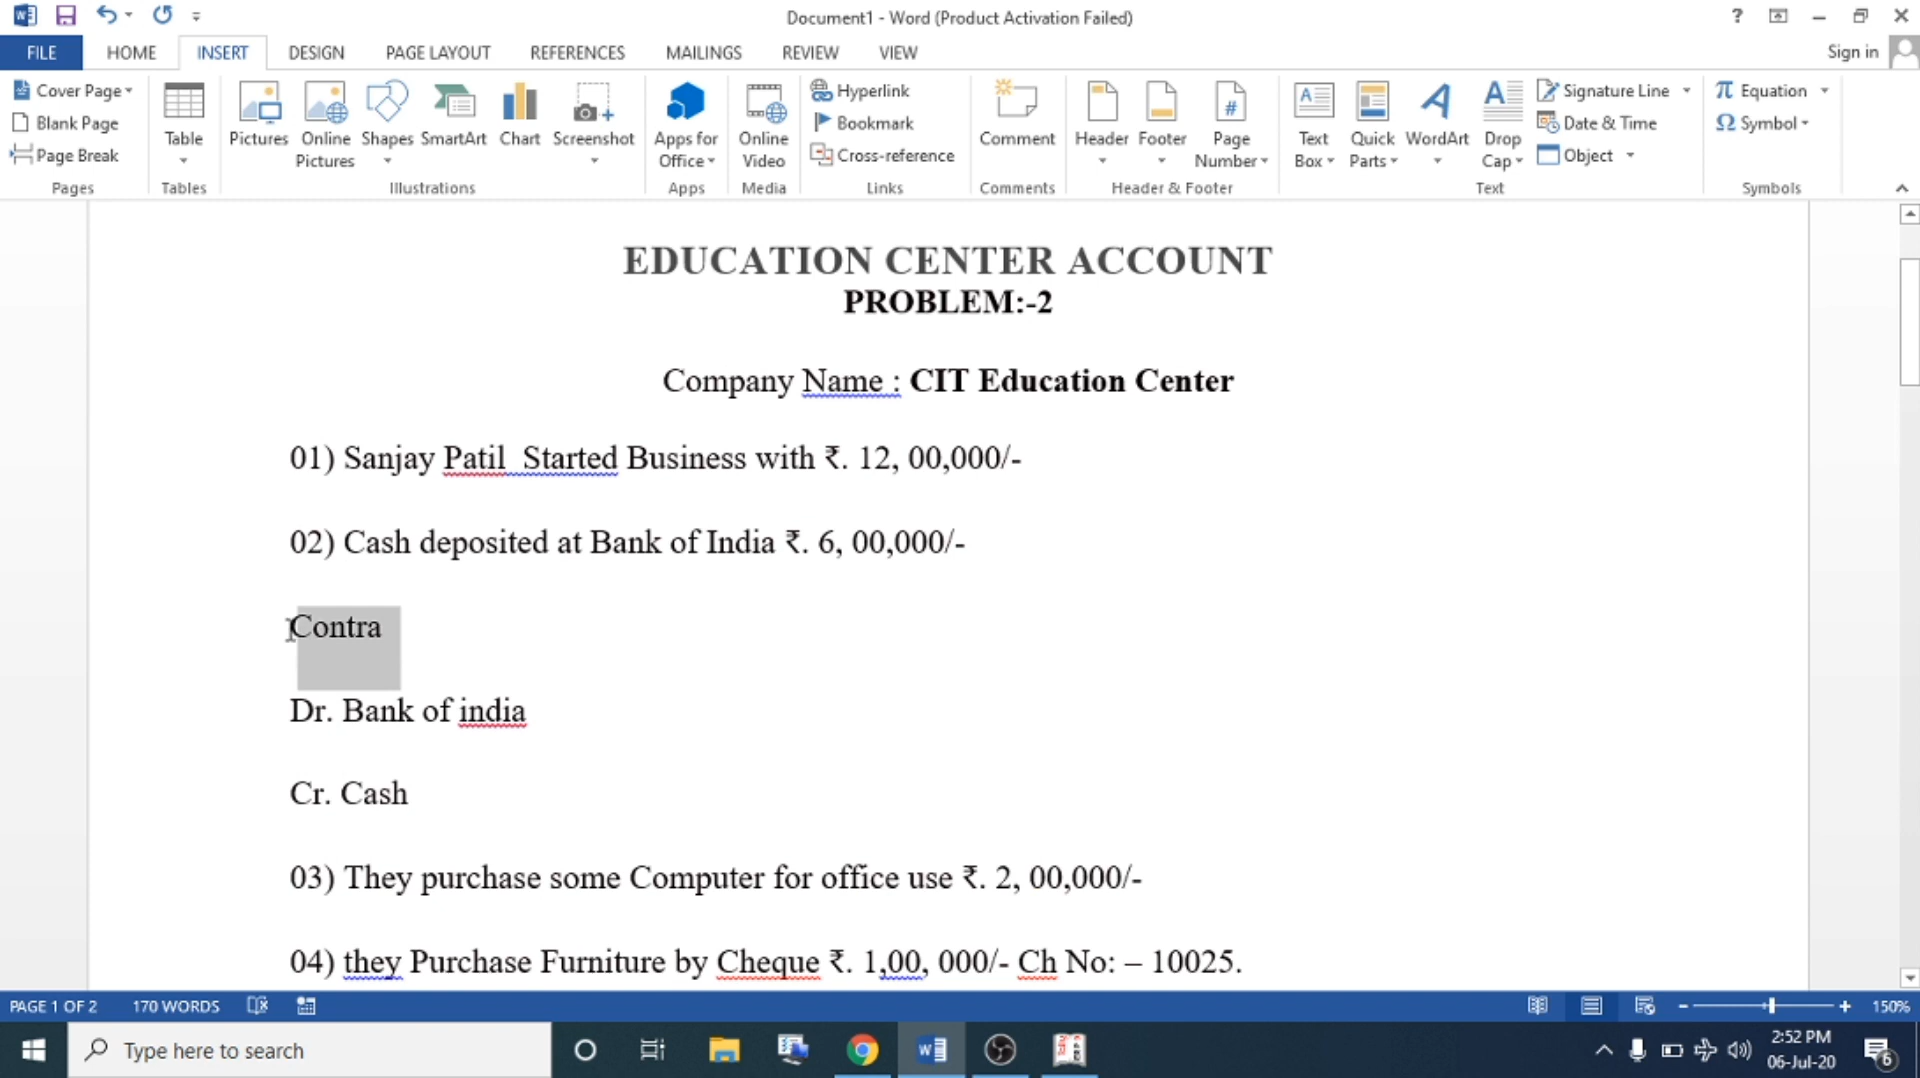 Document1 - Word (Product Activation Failed)
?
FILE HOME INSERT DESIGN PAGE LAYOUT REFERENCES MAILINGS REVIEW VIEW Sign in
Cover Page
Blank Page
Page Break
Pages
Table
Tables
Pictures
Online Pictures
Shapes
SmartArt
Chart
Screenshot
Illustrations
Apps for Office
Apps
Online Video
Media
Hyperlink
Bookmark
Cross-reference
Links
Comment
Comments
Header
Footer
Page Number
Header & Footer
Text Box
Quick Parts
WordArt
Drop Cap
Signature Line
Date & Time
Object
Text
π Equation
Ω Symbol
Symbols
EDUCATION CENTER ACCOUNT
PROBLEM:-2
Company Name : CIT Education Center
01) Sanjay Patil  Started Business with ₹. 12, 00,000/-
02) Cash deposited at Bank of India ₹. 6, 00,000/-
Contra
Dr. Bank of india
Cr. Cash
03) They purchase some Computer for office use ₹. 2, 00,000/-
04) they Purchase Furniture by Cheque ₹. 1,00, 000/- Ch No: – 10025.
PAGE 1 OF 2 170 WORDS 150%
Type here to search
2:52 PM
06-Jul-20
6